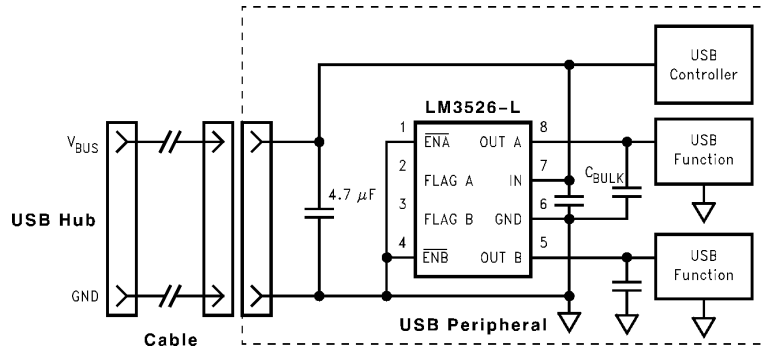 USB
Controller
LM3526-L
1
8
V_BUS
ENA
OUT A
USB
Function
2
7
FLAG A
IN
C_BULK
4.7 μF
3
6
USB Hub
FLAG B
GND
4
5
ENB
OUT B
USB
Function
GND
USB Peripheral
Cable